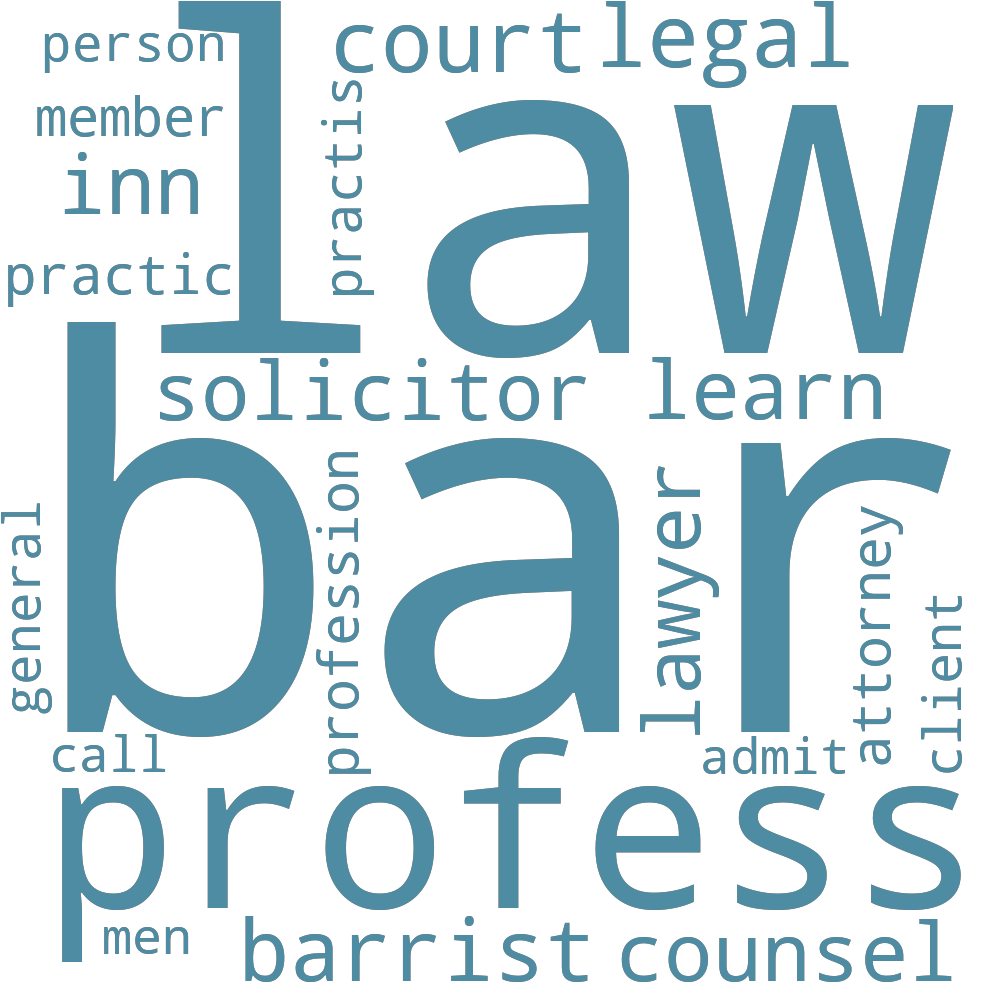 person
court
legal
member
practis
inn
law
practic
solicitor
learn
bar
general
profession
lawyer
attorney
client
call
admit
profess
men
barrist
counsel